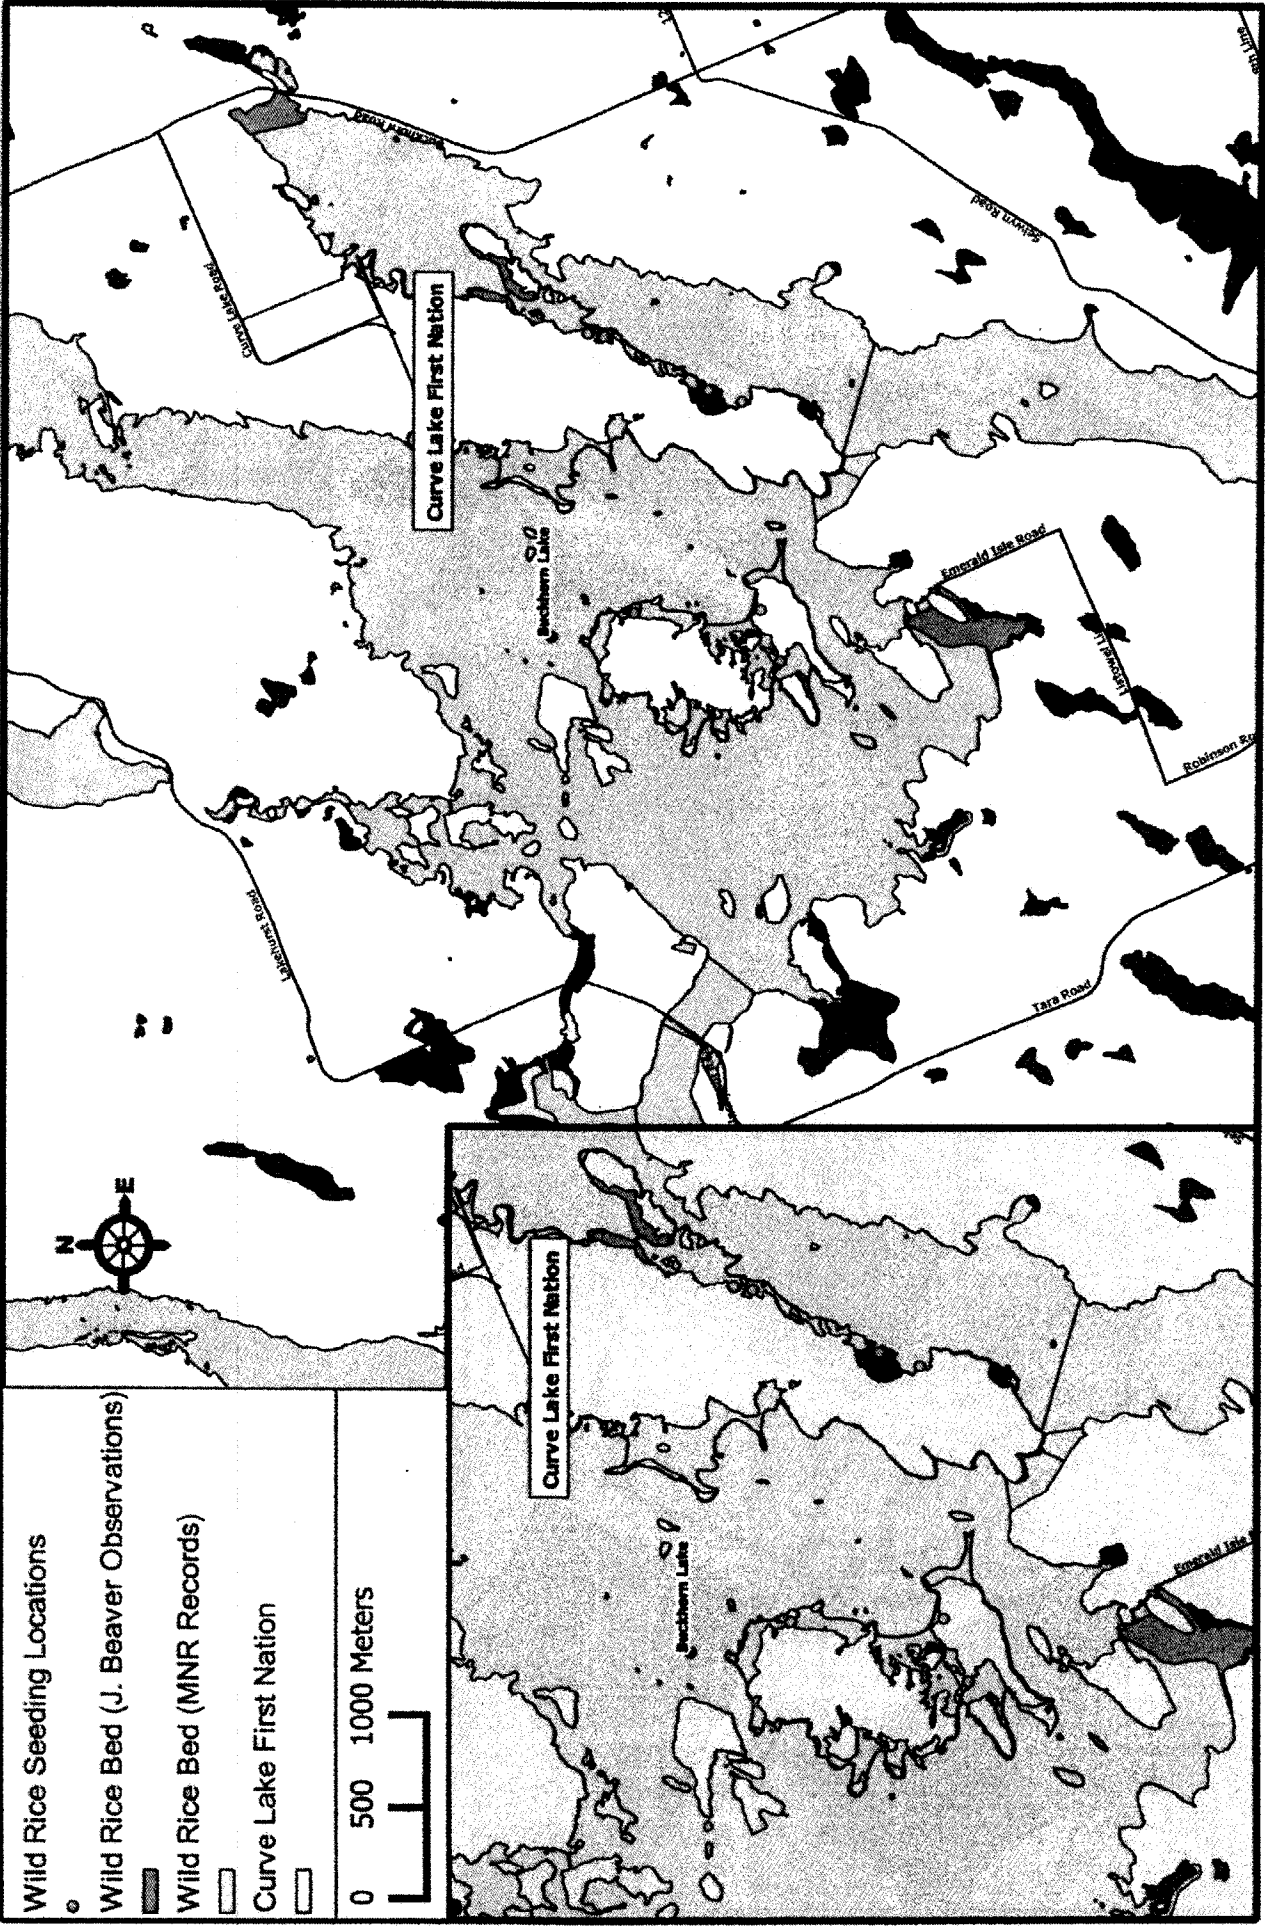 Wild Rice Seeding Locations
Wild Rice Bed (J. Beaver Observations)
Wild Rice Bed (MNR Records)
Curve Lake First Nation
0 500 1000 Meters
N
E
Lakehurst Road
Curve Lake Road
Curve Lake First Nation
Buckhorn Lake
Selwyn Road
Emerald Isle Road
Tara Road
Curve Lake First Nation
Buckhorn Lake
Emerald Isle